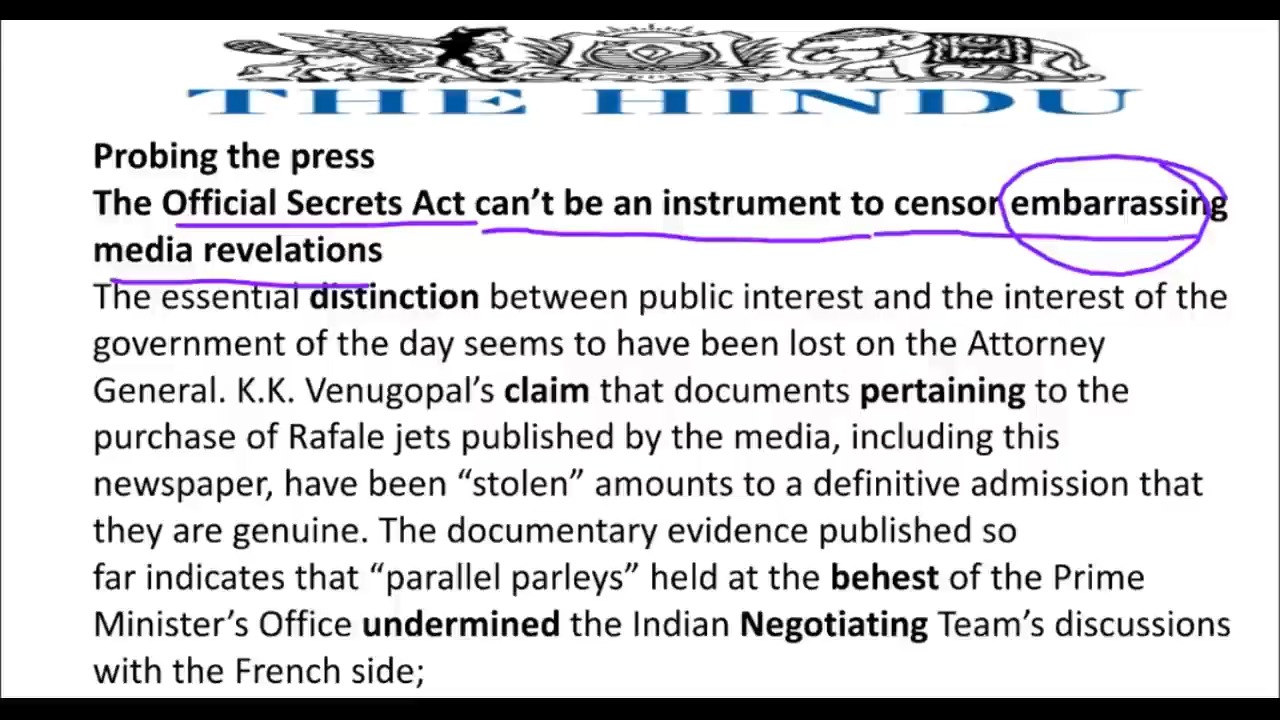 THE HINDU
Probing the press
The Official Secrets Act can’t be an instrument to censor embarrassing
media revelations
The essential distinction between public interest and the interest of the
government of the day seems to have been lost on the Attorney
General. K.K. Venugopal’s claim that documents pertaining to the
purchase of Rafale jets published by the media, including this
newspaper, have been “stolen” amounts to a definitive admission that
they are genuine. The documentary evidence published so
far indicates that “parallel parleys” held at the behest of the Prime
Minister’s Office undermined the Indian Negotiating Team’s discussions
with the French side;